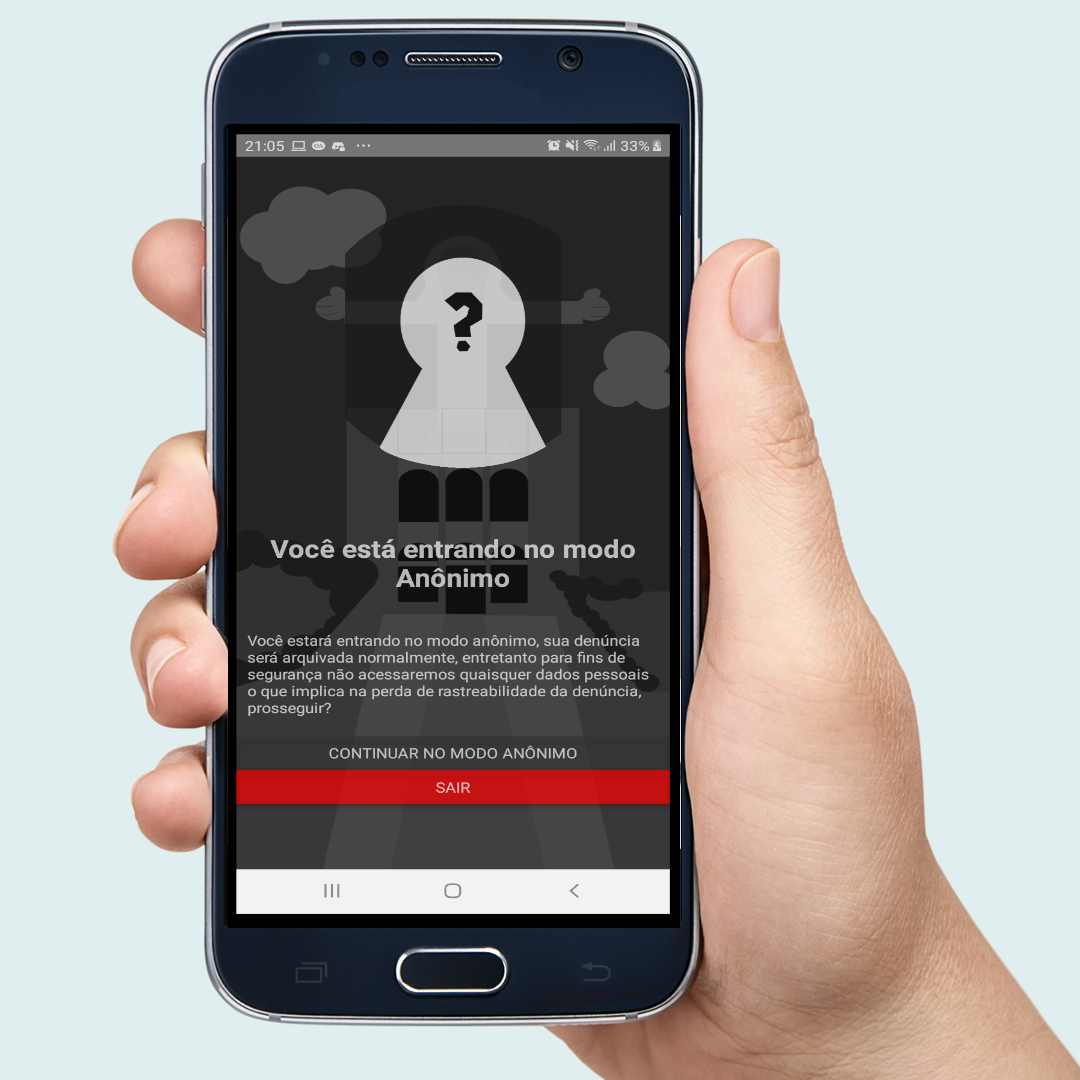 21:05 33%
?
Você está entrando no modo
Anônimo
Você estará entrando no modo anônimo, sua denúncia
será arquivada normalmente, entretanto para fins de
segurança não acessaremos quaisquer dados pessoais
o que implica na perda de rastreabilidade da denúncia,
prosseguir?
CONTINUAR NO MODO ANÔNIMO
SAIR